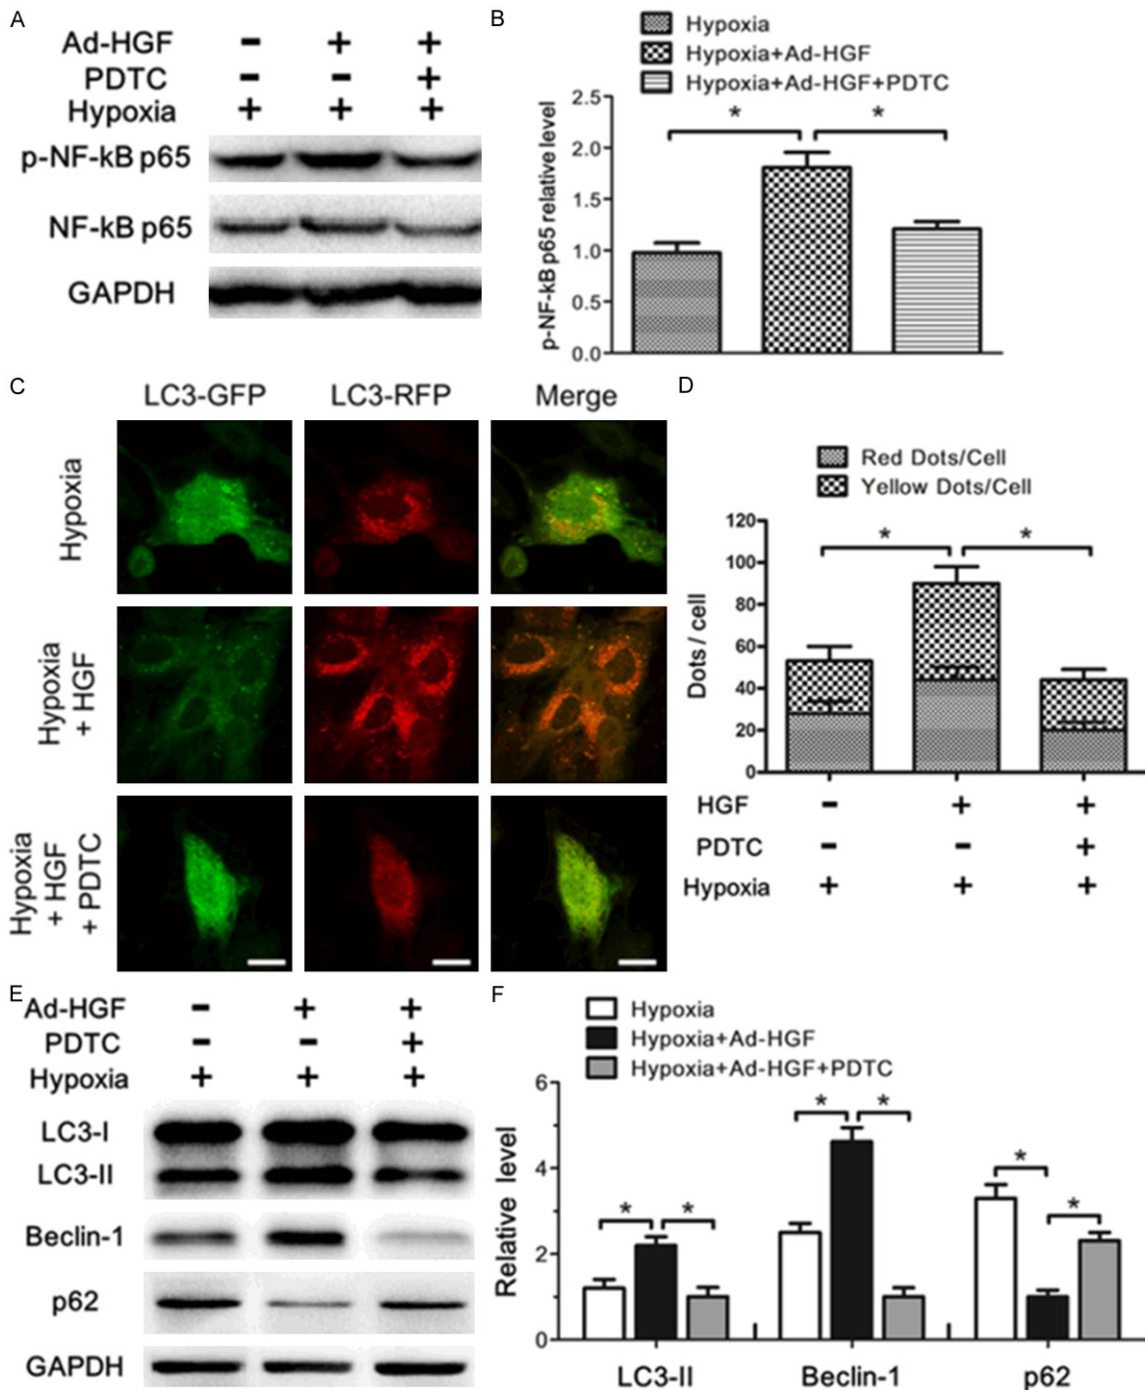 A
Ad-HGF - + +
PDTC - - +
Hypoxia + + +
p-NF-kB p65
NF-kB p65
GAPDH
B
Hypoxia
Hypoxia+Ad-HGF
Hypoxia+Ad-HGF+PDTC
p-NF-kB p65 relative level
2.5
2.0
1.5
1.0
0.5
0.0
* *
C
LC3-GFP LC3-RFP Merge
Hypoxia
Hypoxia
+ HGF
Hypoxia
+ HGF
+ PDTC
D
Red Dots/Cell
Yellow Dots/Cell
Dots / cell
120
100
80
60
40
20
0
* *
HGF - + +
PDTC - - +
Hypoxia + + +
E
Ad-HGF - + +
PDTC - - +
Hypoxia + + +
LC3-I
LC3-II
Beclin-1
p62
GAPDH
F
Hypoxia
Hypoxia+Ad-HGF
Hypoxia+Ad-HGF+PDTC
Relative level
6
4
2
0
* * * * * *
LC3-II Beclin-1 p62